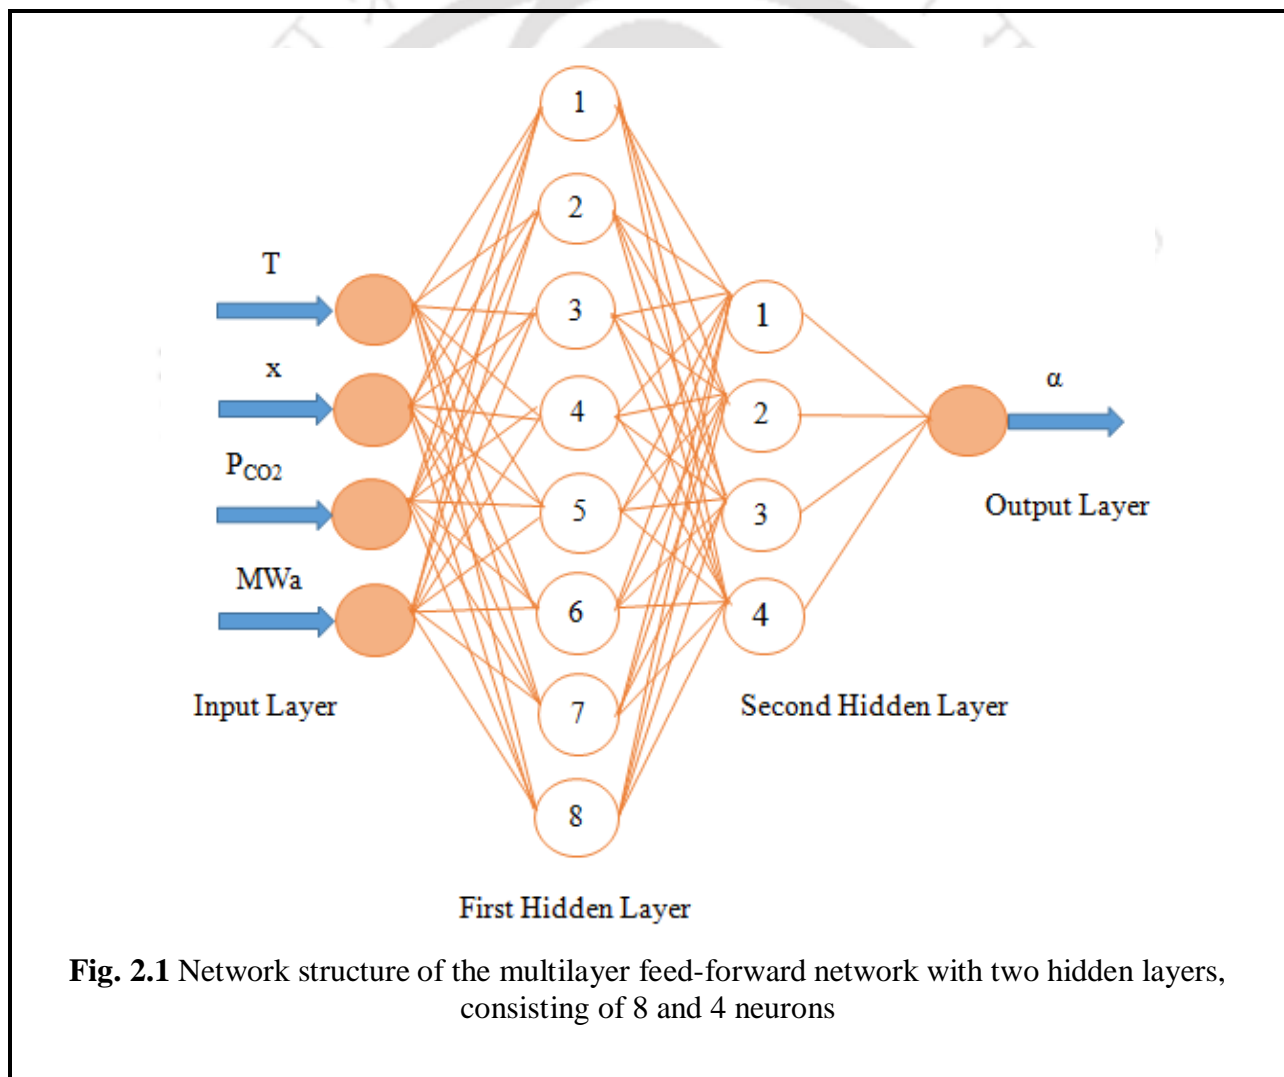 1
2
T
3
1
x
4
2
α
P_CO2
5
3
Output Layer
MWa
6
4
Input Layer
7
Second Hidden Layer
8
First Hidden Layer
Fig. 2.1 Network structure of the multilayer feed-forward network with two hidden layers,
consisting of 8 and 4 neurons